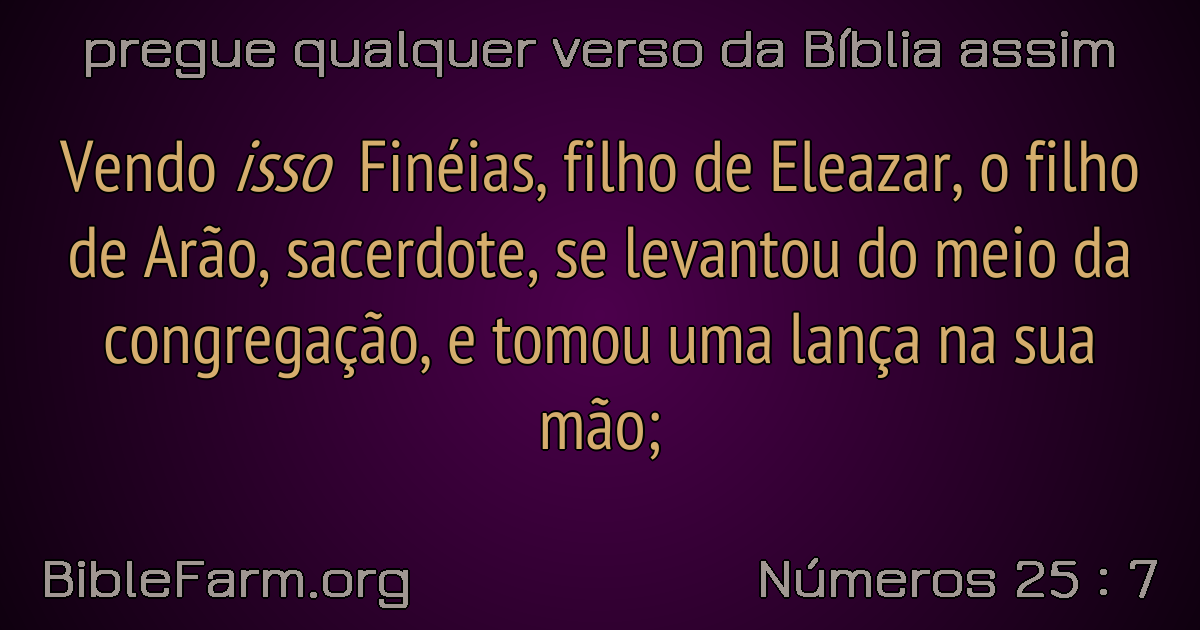 pregue qualquer verso da Bíblia assim
Vendo isso Finéias, filho de Eleazar, o filho
de Arão, sacerdote, se levantou do meio da
congregação, e tomou uma lança na sua
mão;
BibleFarm.org
Números 25 : 7